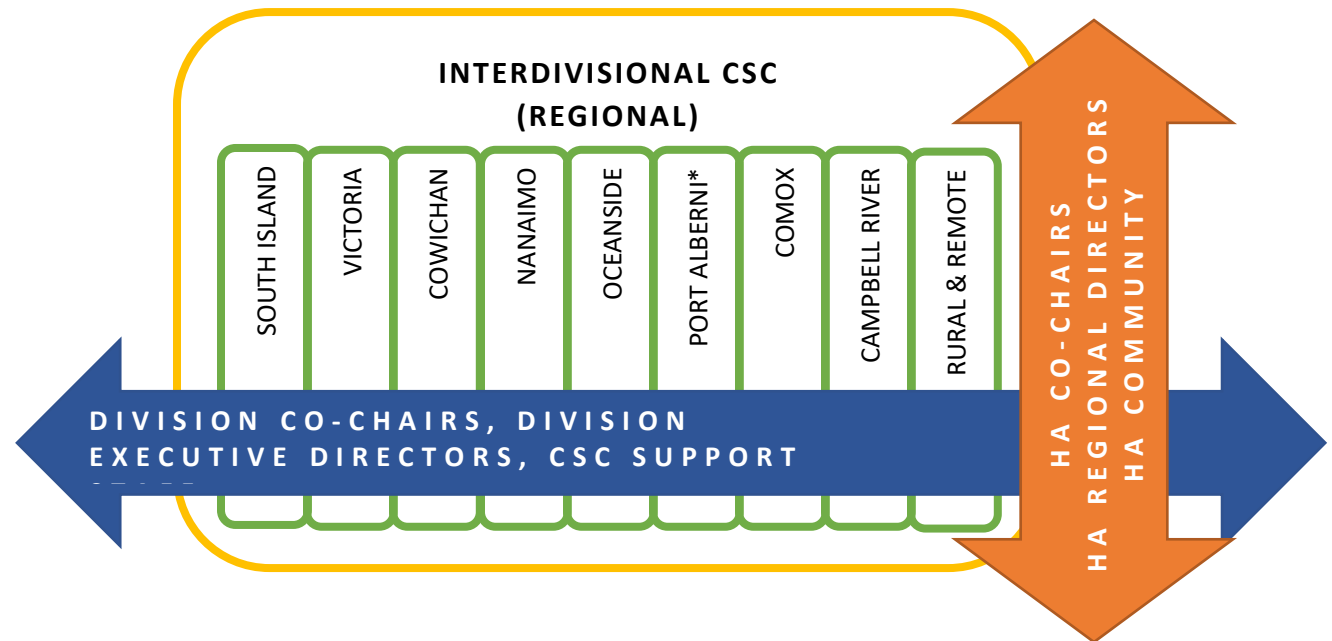 INTERDIVISIONAL CSC
(REGIONAL)
SOUTH ISLAND
VICTORIA
COWICHAN
NANAIMO
OCEANSIDE
PORT ALBERNI*
COMOX
CAMPBELL RIVER
RURAL & REMOTE
DIVISION CO-CHAIRS, DIVISION
EXECUTIVE DIRECTORS, CSC SUPPORT
HA CO-CHAIRS
HA REGIONAL DIRECTORS
HA COMMUNITY